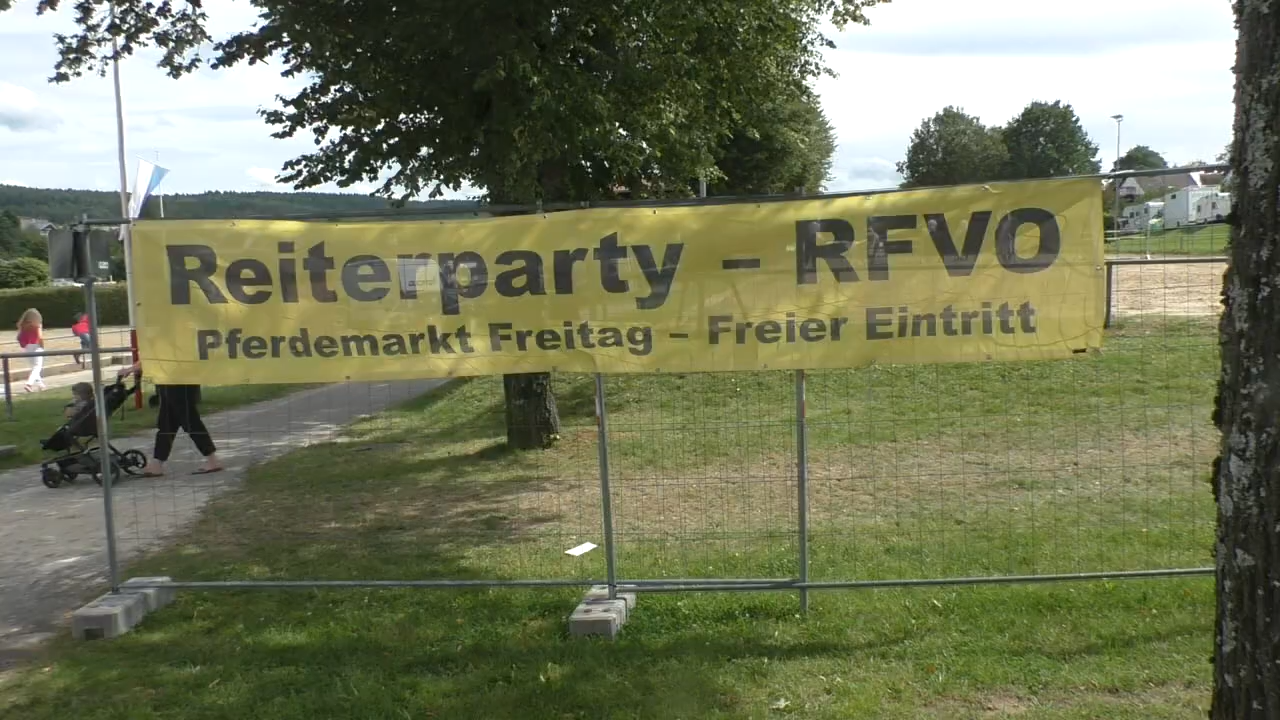 Reiterparty – RFVO
Pferdemarkt Freitag – Freier Eintritt